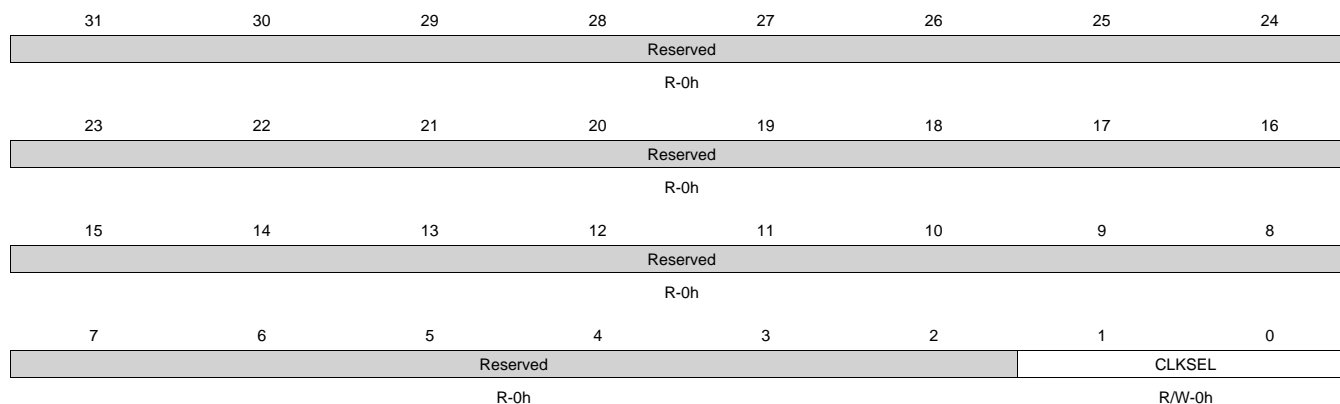 31 30 29 28 27 26 25 24
Reserved
R-0h
23 22 21 20 19 18 17 16
Reserved
R-0h
15 14 13 12 11 10 9 8
Reserved
R-0h
7 6 5 4 3 2 1 0
Reserved CLKSEL
R-0h R/W-0h